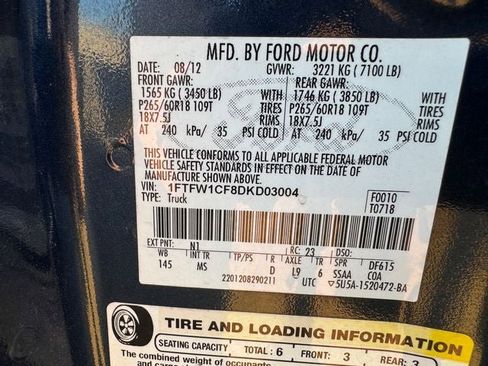 MFD. BY FORD MOTOR CO.
DATE: 08/12 GVWR: 3221 KG ( 7100 LB)
FRONT GAWR: REAR GAWR:
1565 KG ( 3450 LB) WITH 1746 KG ( 3850 LB) WITH
P265/60R18 109T TIRES P265/60R18 109T TIRES
18X7.5J RIMS 18X7.5J RIMS
AT 240 kPa/ 35 PSI COLD AT 240 kPa/ 35 PSI COLD
THIS VEHICLE CONFORMS TO ALL APPLICABLE FEDERAL MOTOR
VEHICLE SAFETY STANDARDS IN EFFECT ON THE DATE OF
MANUFACTURE SHOWN ABOVE.
VIN: 1FTFW1CF8DKD03004 F0010
TYPE: Truck T0718
EXT PNT: N1 RC: 23 DSO:
WB INT TR TP/PS R AXLE TR SPR DF615
145 MS D L9 6 SSAA COA
2201208290211 UTC 5U5A-1520472-BA
TIRE AND LOADING INFORMATION
SEATING CAPACITY TOTAL: 6 FRONT: 3 REAR: 3
The combined weight of occupants